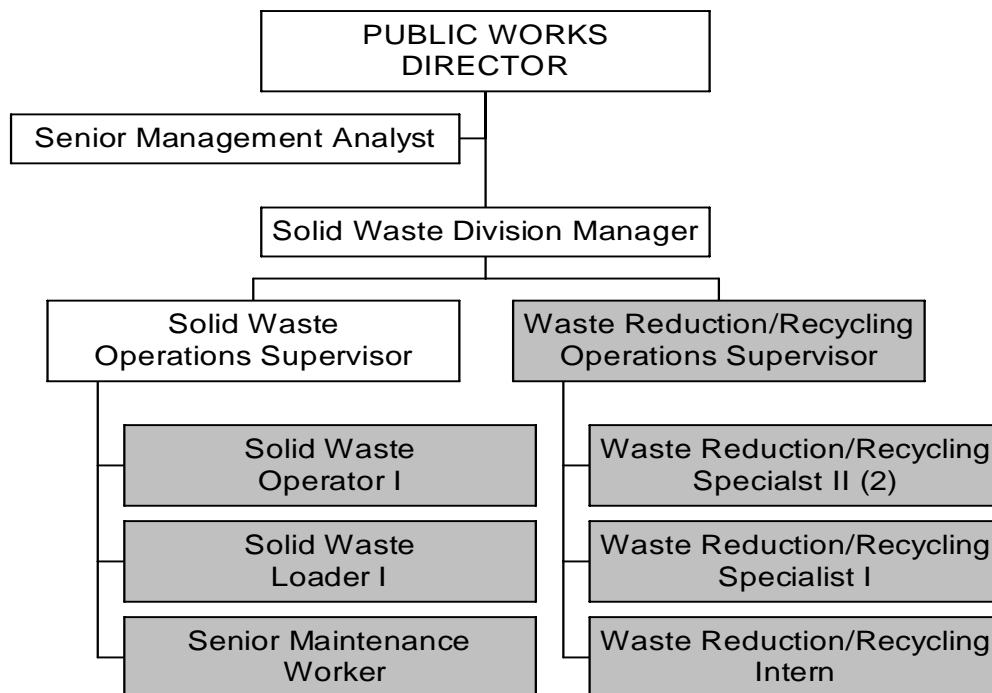 PUBLIC WORKS
DIRECTOR
Senior Management Analyst
Solid Waste Division Manager
Solid Waste
Operations Supervisor
Waste Reduction/Recycling
Operations Supervisor
Solid Waste
Operator I
Solid Waste
Loader I
Senior Maintenance
Worker
Waste Reduction/Recycling
Specialst II (2)
Waste Reduction/Recycling
Specialist I
Waste Reduction/Recycling
Intern